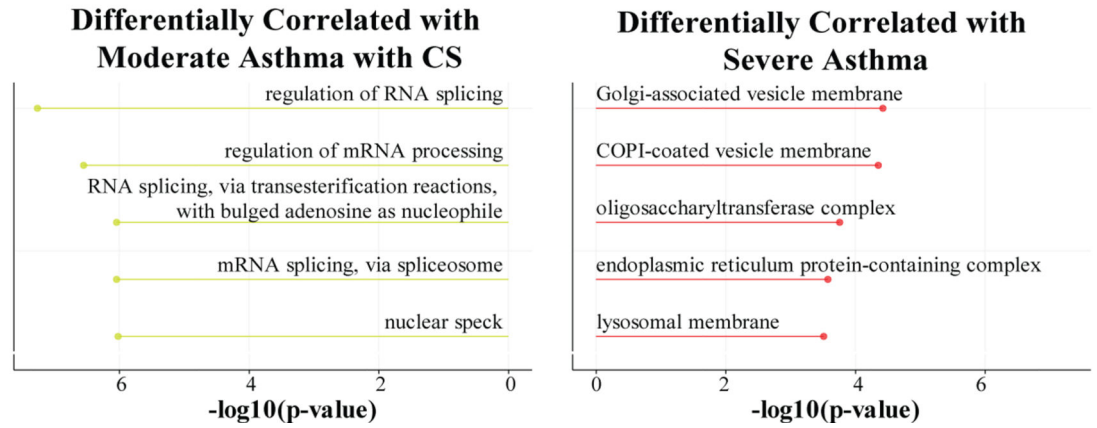 Differentially Correlated with
Moderate Asthma with CS
regulation of RNA splicing
regulation of mRNA processing
RNA splicing, via transesterification reactions,
with bulged adenosine as nucleophile
mRNA splicing, via spliceosome
nuclear speck
6 4 2 0
-log10(p-value)
Differentially Correlated with
Severe Asthma
Golgi-associated vesicle membrane
COPI-coated vesicle membrane
oligosaccharyltransferase complex
endoplasmic reticulum protein-containing complex
lysosomal membrane
0 2 4 6
-log10(p-value)